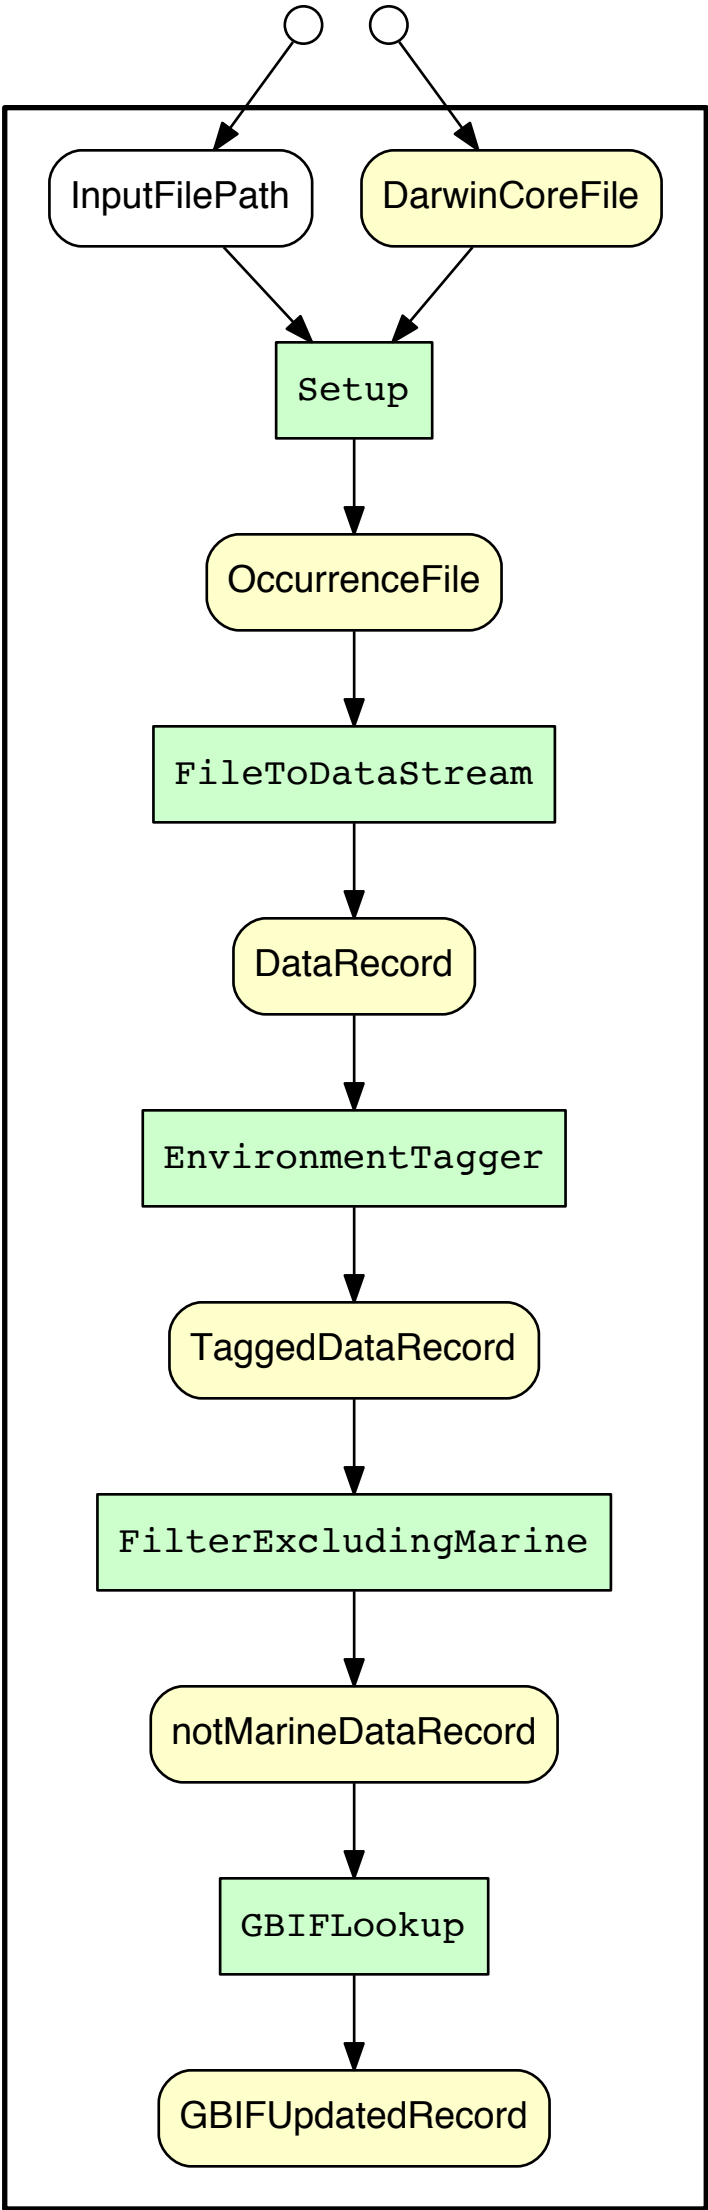 InputFilePath
DarwinCoreFile
Setup
OccurrenceFile
FileToDataStream
DataRecord
EnvironmentTagger
TaggedDataRecord
FilterExcludingMarine
notMarineDataRecord
GBIFLookup
GBIFUpdatedRecord